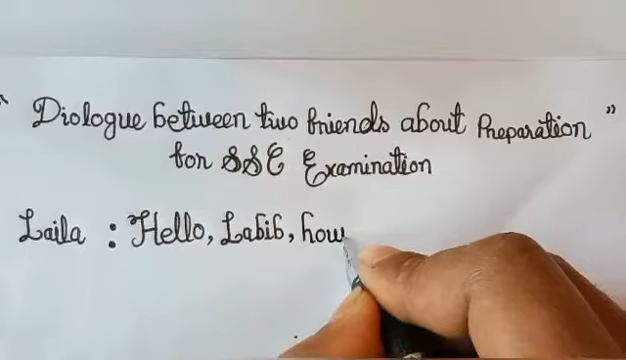 " Diologue between two friends about Preparation "
for SSC Examination
Laila : Hello, Labib, how